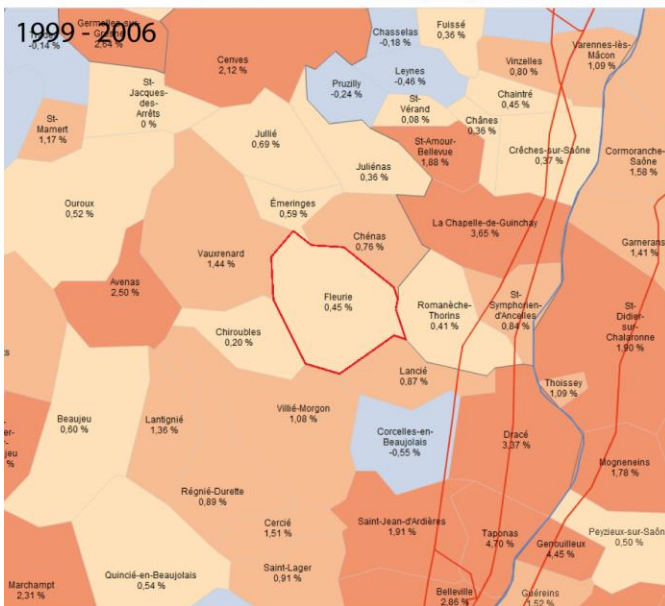 1999 - 2006
-0,14 %
Germolles-sur-
Grosne
2,64 %
Cenves
2,12 %
Chasselas
-0,18 %
Fuissé
0,36 %
Leynes
-0,46 %
Pruzilly
-0,24 %
Vinzelles
0,80 %
Varennes-lès-
Mâcon
1,09 %
St-
Jacques-
des-
Arrêts
0 %
St-
Mamert
1,17 %
St-
Vérand
0,08 %
Chaintré
0,45 %
Chânes
0,36 %
Jullié
0,69 %
Juliénas
0,36 %
St-Amour-
Bellevue
1,88 %
Crêches-sur-Saône
0,37 %
Cormoranche-
Saône
1,58 %
Ouroux
0,52 %
Émeringes
0,59 %
La Chapelle-de-Guinchay
3,65 %
Chénas
0,76 %
Garnerans
1,41 %
Vauxrenard
1,44 %
Avenas
2,50 %
Fleurie
0,45 %
Romanèche-
Thorins
0,41 %
St-
Symphorien-
d'Ancelles
0,84 %
St-
Didier-
sur-
Chalaronne
1,90 %
Chiroubles
0,20 %
Lancié
0,87 %
Thoissey
1,09 %
Beaujeu
0,60 %
Lantignié
1,36 %
Villié-Morgon
1,08 %
Corcelles-en-
Beaujolais
-0,55 %
Dracé
3,37 %
er-
r-
jeu
%
Mogneneins
1,78 %
Régnié-Durette
0,89 %
Cercié
1,51 %
Saint-Jean-d'Ardières
1,91 %
Taponas
4,70 %
Genouilleux
4,45 %
Peyzieux-sur-Saône
0,50 %
Marchampt
2,31 %
Quincié-en-Beaujolais
0,54 %
Saint-Lager
0,91 %
Belleville
2,86 %
Guéreins
1,52 %